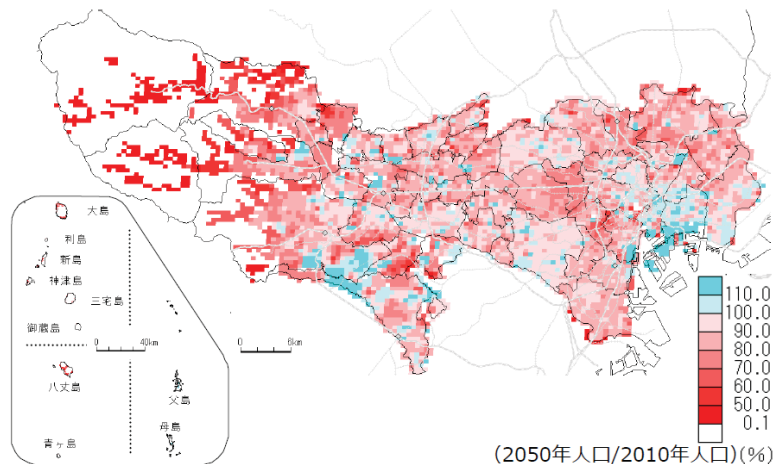 大島
利島
新島
神津島
三宅島
御蔵島
0 40km
0 6km
八丈島
父島
母島
青ヶ島
110.0
100.0
90.0
80.0
70.0
60.0
50.0
0.1
(2050年人口/2010年人口)(%)